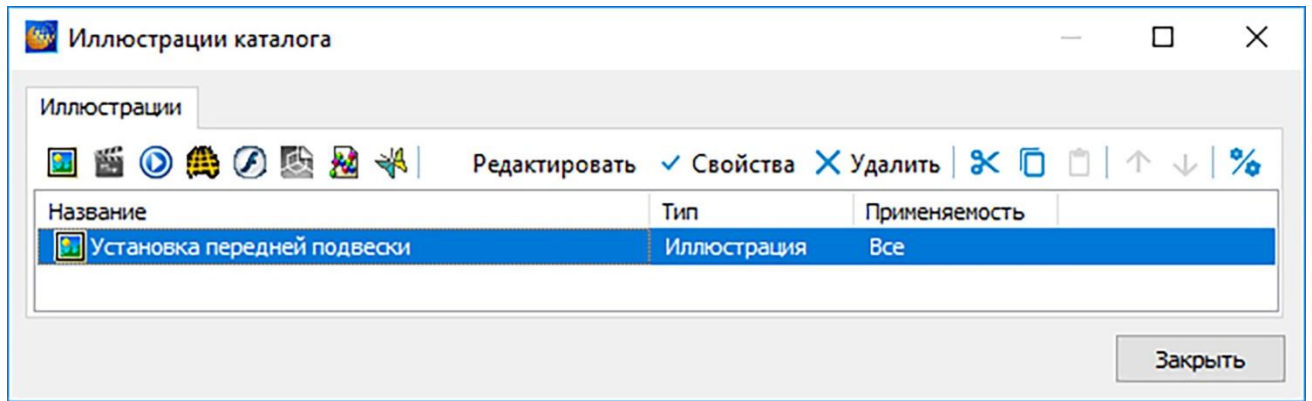 Иллюстрации каталога
Иллюстрации
Редактировать Свойства Удалить
Название Тип Применяемость
Установка передней подвески Иллюстрация Все
Закрыть